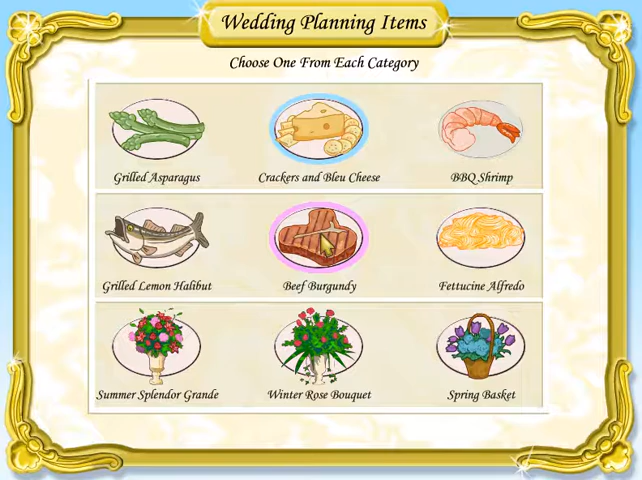 Wedding Planning Items
Choose One From Each Category
Grilled Asparagus
Crackers and Bleu Cheese
BBQ Shrimp
Grilled Lemon Halibut
Beef Burgundy
Fettucine Alfredo
Summer Splendor Grande
Winter Rose Bouquet
Spring Basket